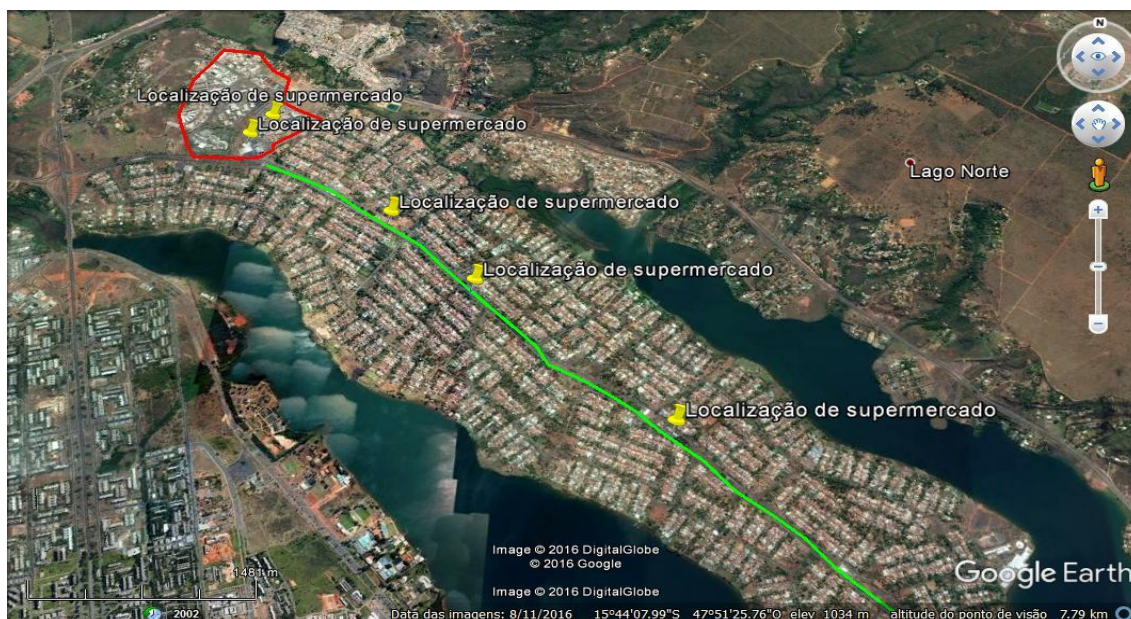 N
Localização de supermercado
Localização de supermercado
Lago Norte
Localização de supermercado
Localização de supermercado
Localização de supermercado
Image © 2016 DigitalGlobe
© 2016 Google
Image © 2016 DigitalGlobe
Google Earth
1481 m
2002
Data das imagens: 8/11/2016 15°44'07.99"S 47°51'25.76"O elev 1034 m altitude do ponto de visão 7.79 km